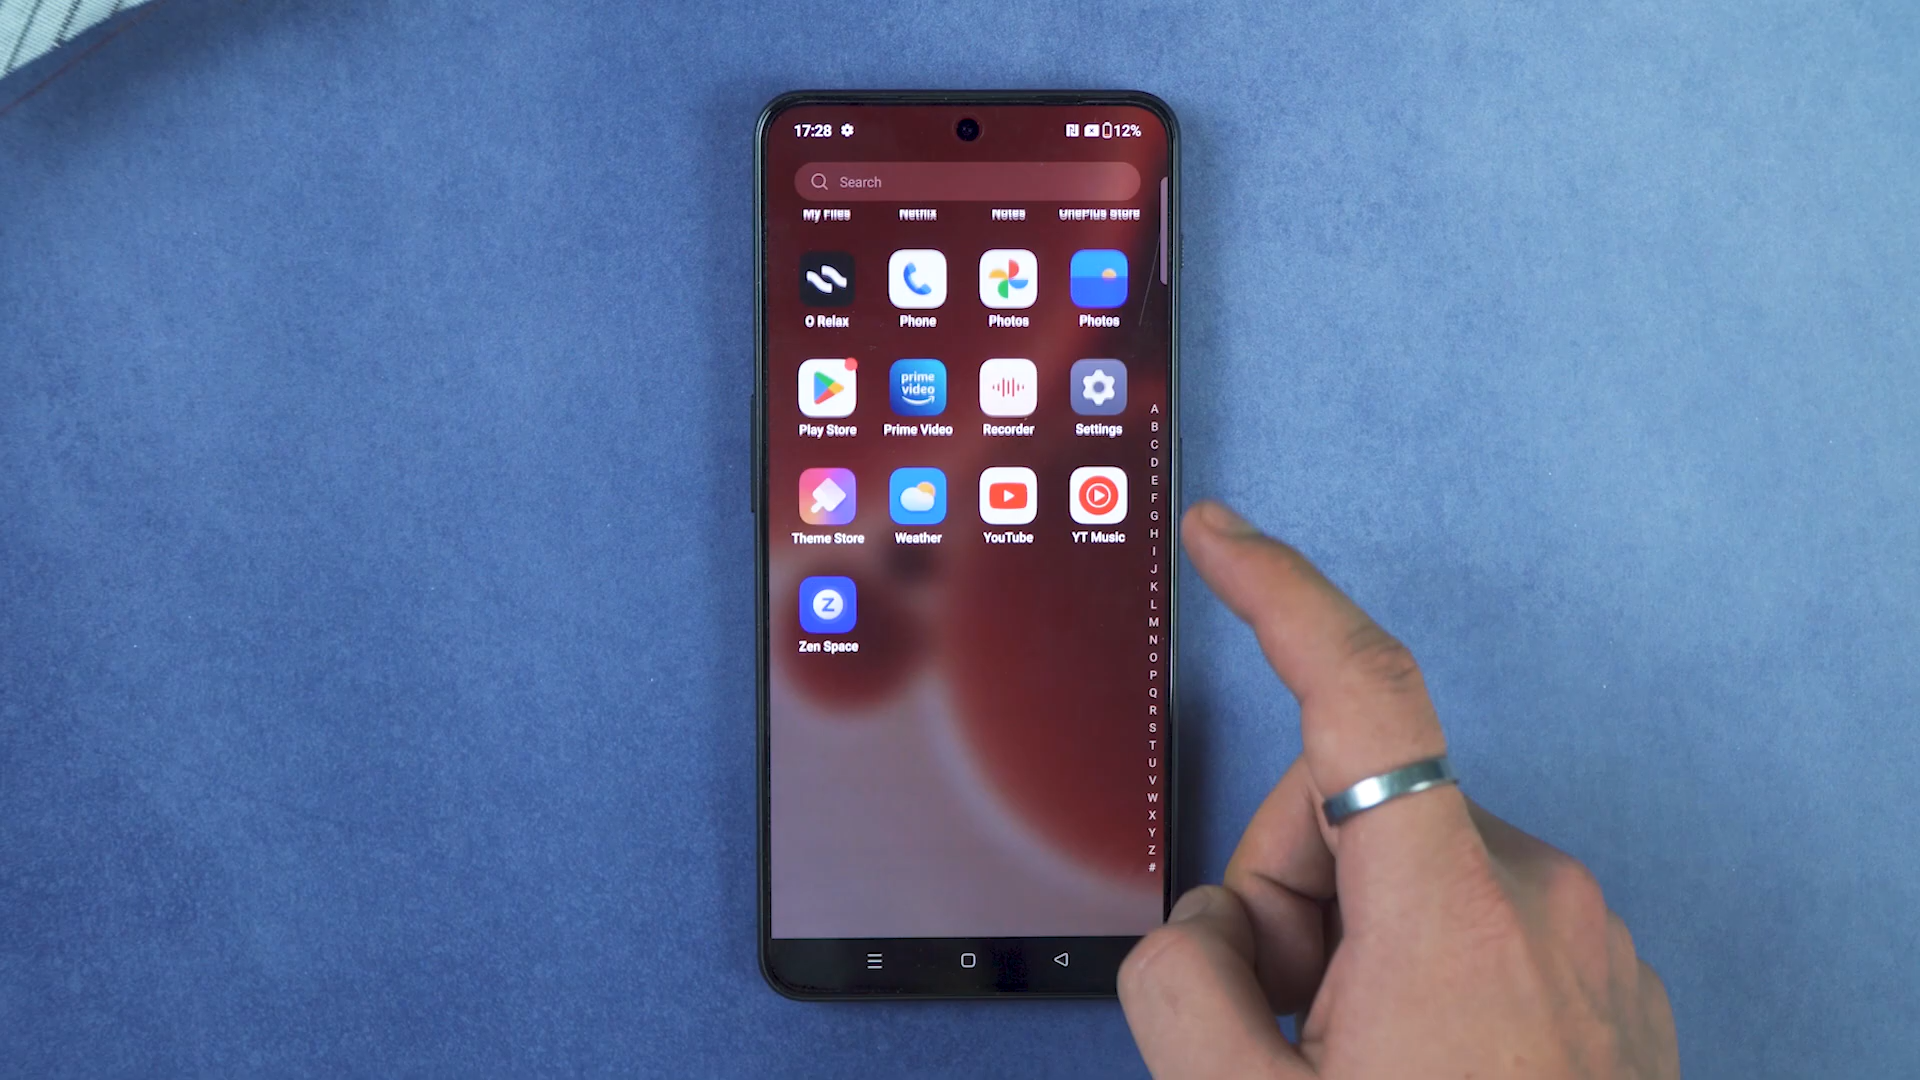 17:28 12%
Search
My Files Netflix Notes OnePlus Store
O Relax Phone Photos Photos
prime
video
Play Store Prime Video Recorder Settings
Theme Store Weather YouTube YT Music
Z
Zen Space
A
B
C
D
E
F
G
H
I
J
K
L
M
N
O
P
Q
R
S
T
U
V
W
X
Y
Z
#